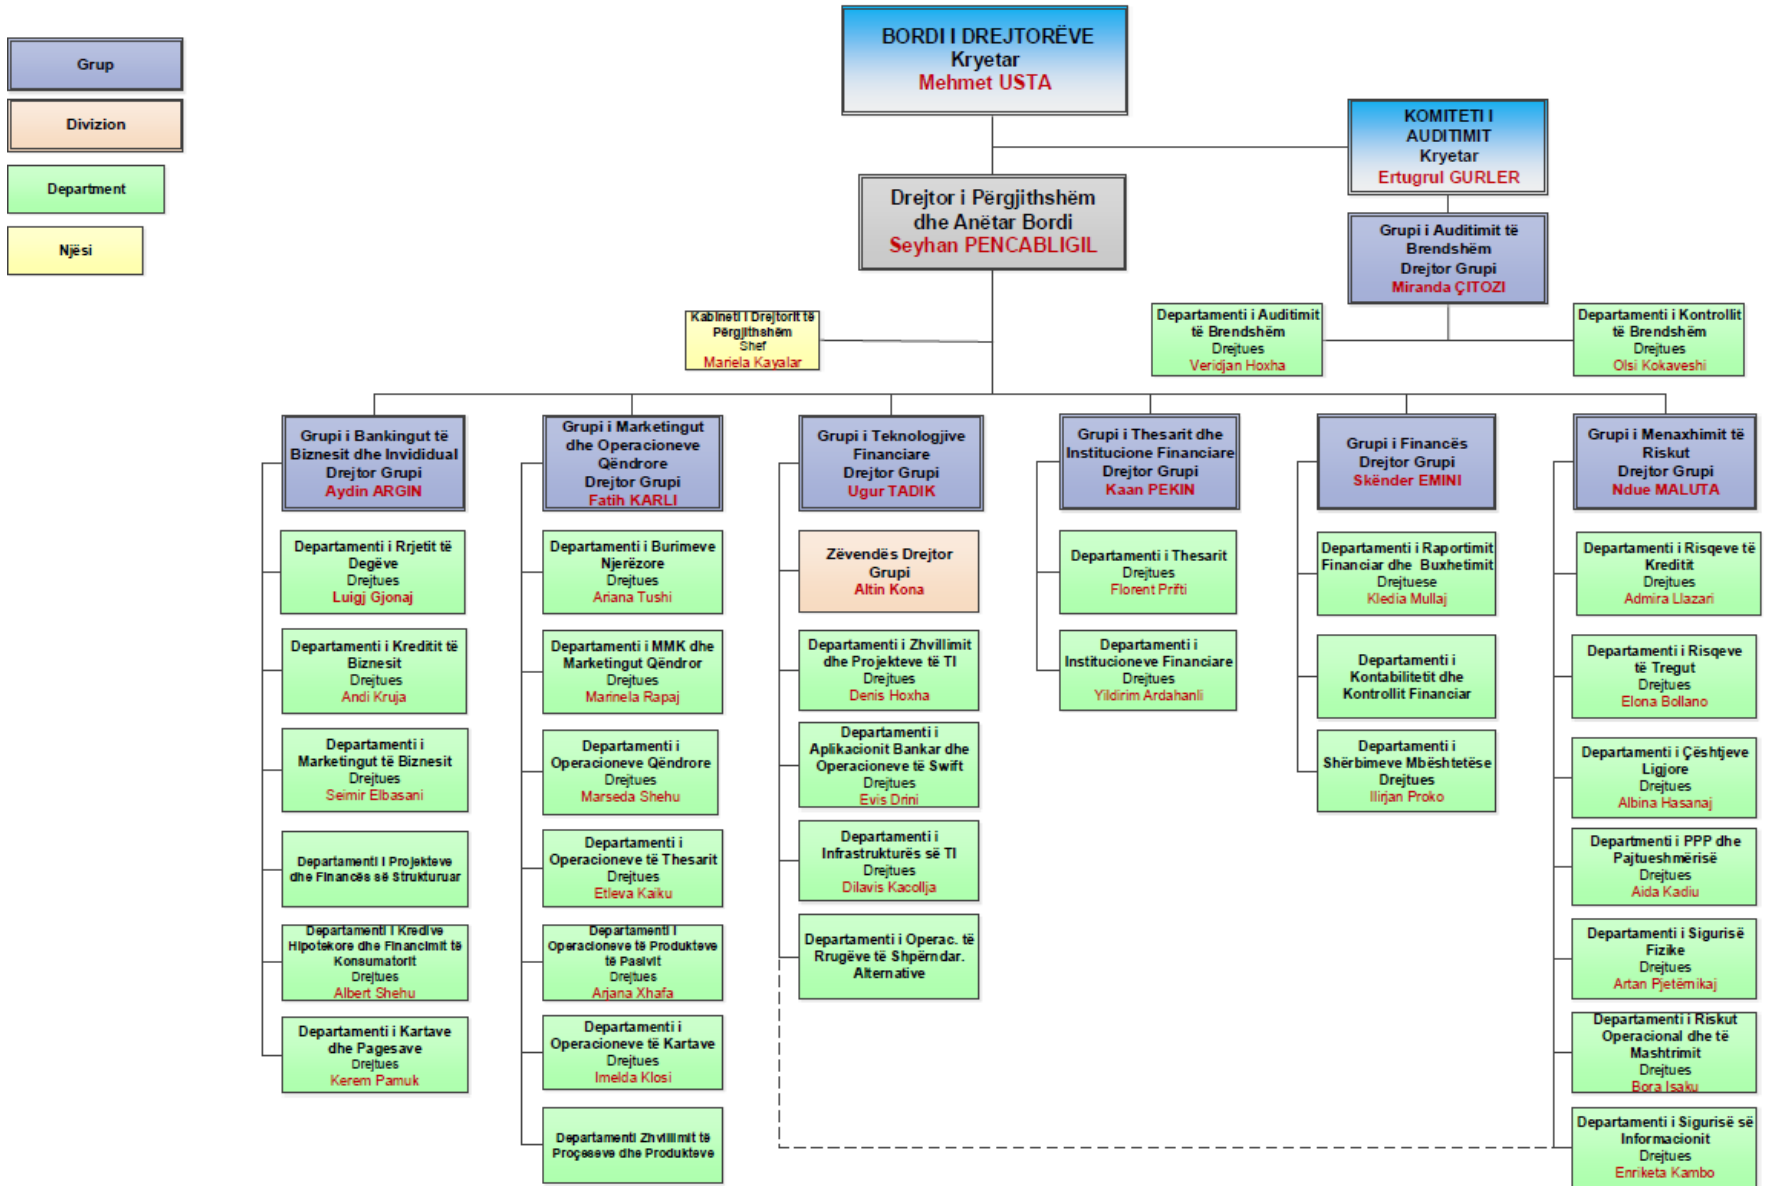 Grup
Divizion
Department
Njësi
BORDI I DREJTORËVE
Kryetar
Mehmet USTA
KOMITETI I
AUDITIMIT
Kryetar
Ertugrul GURLER
Drejtor i Përgjithshëm
dhe Anëtar Bordi
Seyhan PENCABLIGIL
Grupi i Auditimit të
Brendshëm
Drejtor Grupi
Miranda ÇITOZI
Kabineti i Drejtorit të
Përgjithshëm
Shef
Mariela Kayalar
Departamenti i Auditimit
të Brendshëm
Drejtues
Veridjan Hoxha
Departamenti i Kontrollit
të Brendshëm
Drejtues
Olsi Kokaveshi
Grupi i Bankingut të
Biznesit dhe Invididual
Drejtor Grupi
Aydin ARGIN
Departamenti i Rrjetit të
Degëve
Drejtues
Luigj Gjonaj
Departamenti i Kreditit të
Biznesit
Drejtues
Andi Kruja
Departamenti i
Marketingut të Biznesit
Drejtues
Seimir Elbasani
Departamenti i Projekteve
dhe Financës së Strukturuar
Departamenti i Kredive
Hipotekore dhe Financimit të
Konsumatorit
Drejtues
Albert Shehu
Departamenti i Kartave
dhe Pagesave
Drejtues
Kerem Pamuk
Grupi i Marketingut
dhe Operacioneve
Qëndrore
Drejtor Grupi
Fatih KARLI
Departamenti i Burimeve
Njerëzore
Drejtues
Ariana Tushi
Departamenti i MMK dhe
Marketingut Qëndror
Drejtues
Marinela Rapaj
Departamenti i
Operacioneve Qëndrore
Drejtues
Marseda Shehu
Departamenti i
Operacioneve të Thesarit
Drejtues
Etleva Kaiku
Departamenti i
Operacioneve të Produkteve
të Pasivit
Drejtues
Arjana Xhafa
Departamenti i
Operacioneve të Kartave
Drejtues
Imelda Klosi
Departamenti Zhvillimit të
Proçeseve dhe Produkteve
Grupi i Teknologjive
Financiare
Drejtor Grupi
Ugur TADIK
Zëvendës Drejtor
Grupi
Altin Kona
Departamenti i Zhvillimit
dhe Projekteve të TI
Drejtues
Denis Hoxha
Departamenti i
Aplikacionit Bankar dhe
Operacioneve të Swift
Drejtues
Evis Drini
Departamenti i
Infrastrukturës së TI
Drejtues
Dilavis Kacollja
Departamenti i Operac. të
Rrugëve të Shpërndar.
Alternative
Grupi i Thesarit dhe
Institucione Financiare
Drejtor Grupi
Kaan PEKIN
Departamenti i Thesarit
Drejtues
Florent Prifti
Departamenti i
Institucioneve Financiare
Drejtues
Yildirim Ardahanli
Grupi i Financës
Drejtor Grupi
Skënder EMINI
Departamenti i Raportimit
Financiar dhe Buxhetimit
Drejtuese
Kledia Mullaj
Departamenti i
Kontabilitetit dhe
Kontrollit Financiar
Departamenti i
Shërbimeve Mbështetëse
Drejtues
Ilirjan Proko
Grupi i Menaxhimit të
Riskut
Drejtor Grupi
Ndue MALUTA
Departamenti i Risqeve të
Kreditit
Drejtues
Admira Llazari
Departamenti i Risqeve
të Tregut
Drejtues
Elona Bollano
Departamenti i Çështjeve
Ligjore
Drejtues
Albina Hasanaj
Departmenti i PPP dhe
Pajtueshmërisë
Drejtues
Aida Kadiu
Departamenti i Sigurisë
Fizike
Drejtues
Artan Pjetërnikaj
Departamenti i Riskut
Operacional dhe të
Mashtrimit
Drejtues
Bora Isaku
Departamenti i Sigurisë së
Informacionit
Drejtues
Enriketa Kambo